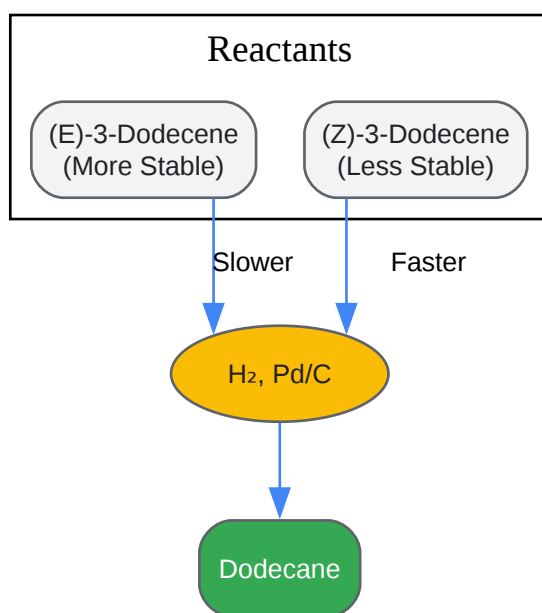 Reactants
(E)-3-Dodecene
(More Stable)
(Z)-3-Dodecene
(Less Stable)
Slower
Faster
H₂, Pd/C
Dodecane